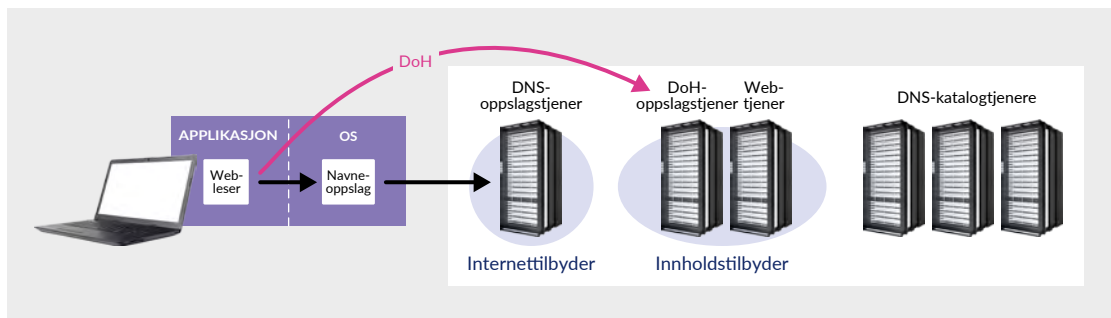 DoH
DNS-
oppslagstjener
DoH-
oppslagstjener
Web-
tjener
DNS-katalogtjenere
APPLIKASJON
OS
Web-
leser
Navne-
oppslag
Internettilbyder
Innholdstilbyder